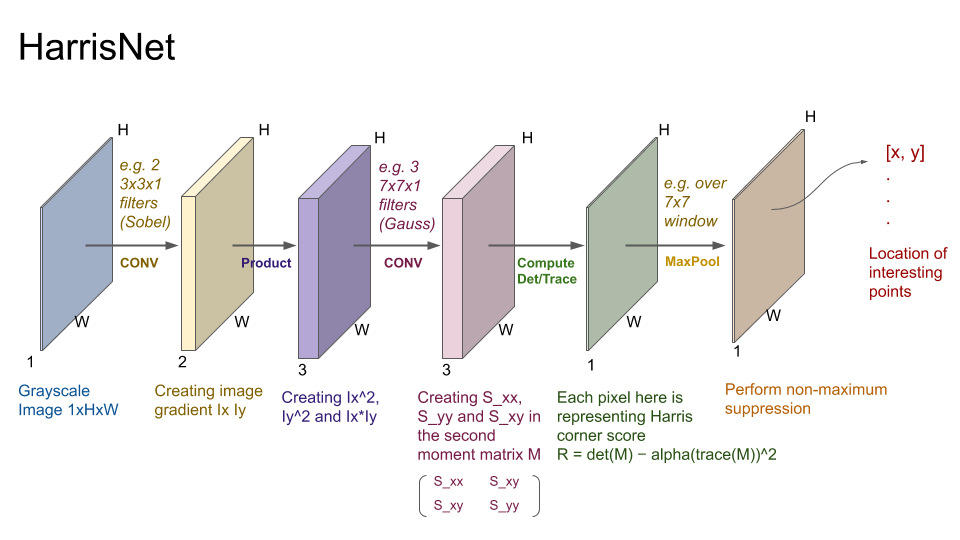 HarrisNet
H
e.g. 2
3x3x1
filters
(Sobel)
CONV
W
1
Grayscale
Image 1xHxW
H
Product
W
2
Creating image
gradient Ix Iy
H
e.g. 3
7x7x1
filters
(Gauss)
CONV
W
3
Creating Ix^2,
Iy^2 and Ix*Iy
H
Compute
Det/Trace
W
3
Creating S_xx,
S_yy and S_xy in
the second
moment matrix M
S_xx S_xy
S_xy S_yy
H
e.g. over
7x7
window
MaxPool
W
1
Each pixel here is
representing Harris
corner score
R = det(M) − alpha(trace(M))^2
H
W
1
Perform non-maximum
suppression
[x, y]
.
.
.
Location of
interesting
points